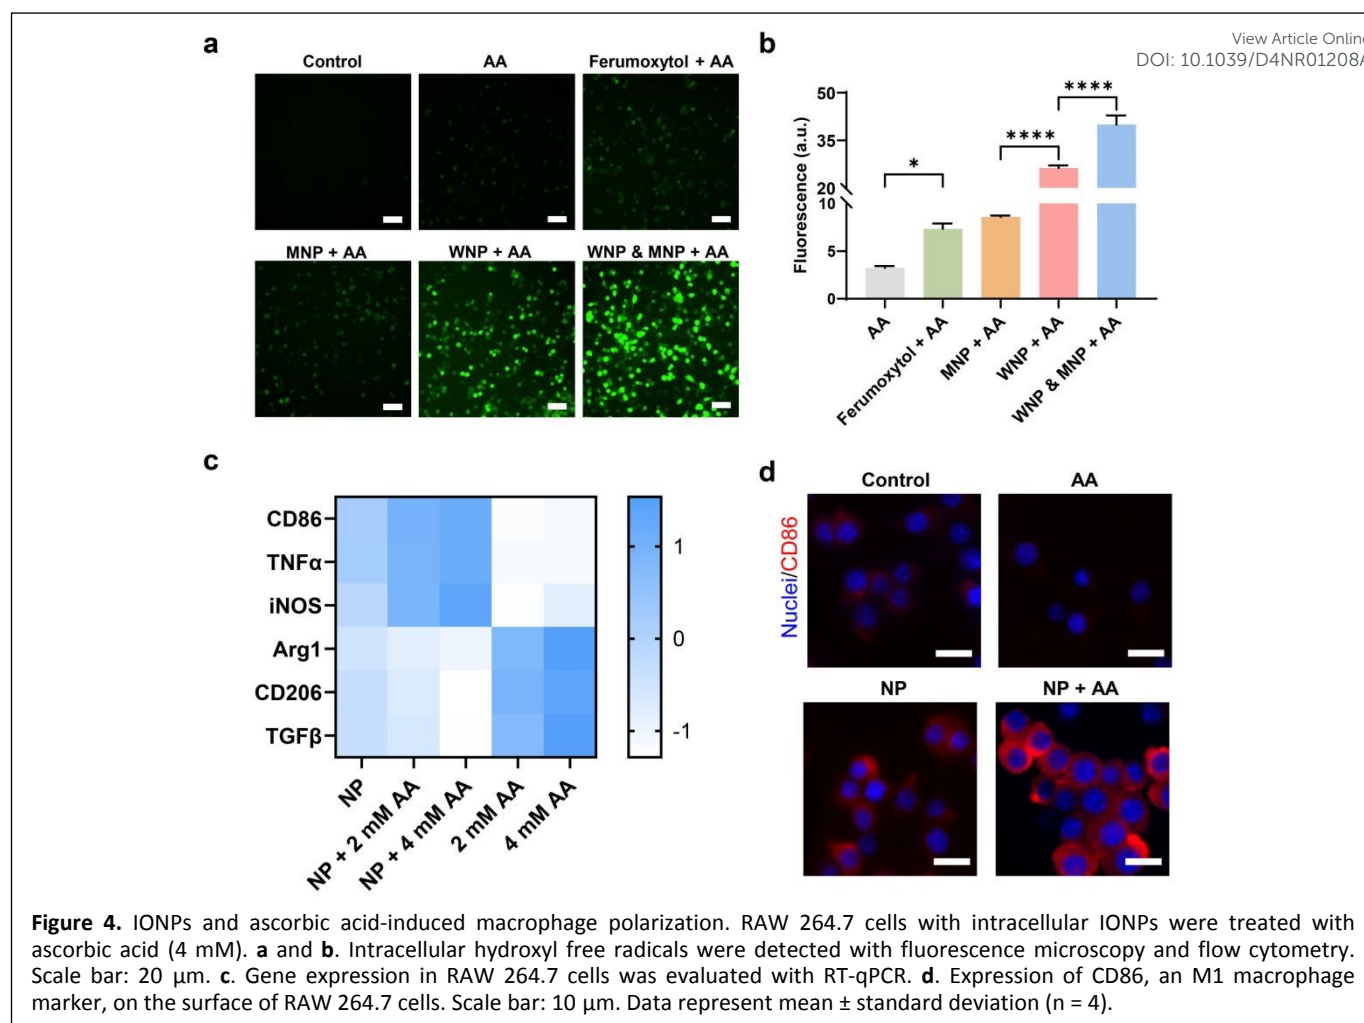 View Article Online
DOI: 10.1039/D4NR01208A
a
Control
AA
Ferumoxytol + AA
MNP + AA
WNP + AA
WNP & MNP + AA
b
Fluorescence (a.u.)
50
35
20
10
5
0
*
****
****
AA
Ferumoxytol + AA
MNP + AA
WNP + AA
WNP & MNP + AA
c
CD86
TNFα
iNOS
Arg1
CD206
TGFβ
NP
NP + 2 mM AA
NP + 4 mM AA
2 mM AA
4 mM AA
1
0
-1
d
Nuclei/CD86
Control
AA
NP
NP + AA
Figure 4. IONPs and ascorbic acid-induced macrophage polarization. RAW 264.7 cells with intracellular IONPs were treated with
ascorbic acid (4 mM). a and b. Intracellular hydroxyl free radicals were detected with fluorescence microscopy and flow cytometry.
Scale bar: 20 µm. c. Gene expression in RAW 264.7 cells was evaluated with RT-qPCR. d. Expression of CD86, an M1 macrophage
marker, on the surface of RAW 264.7 cells. Scale bar: 10 µm. Data represent mean ± standard deviation (n = 4).